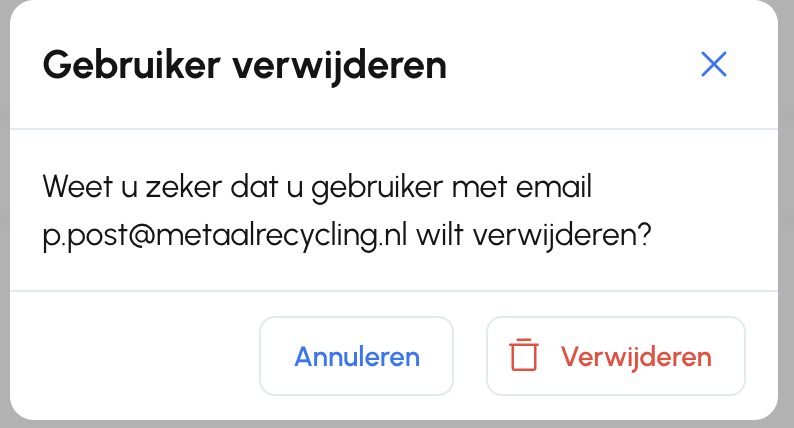 Gebruiker verwijderen
Weet u zeker dat u gebruiker met email
p.post@metaalrecycling.nl wilt verwijderen?
Annuleren
Verwijderen